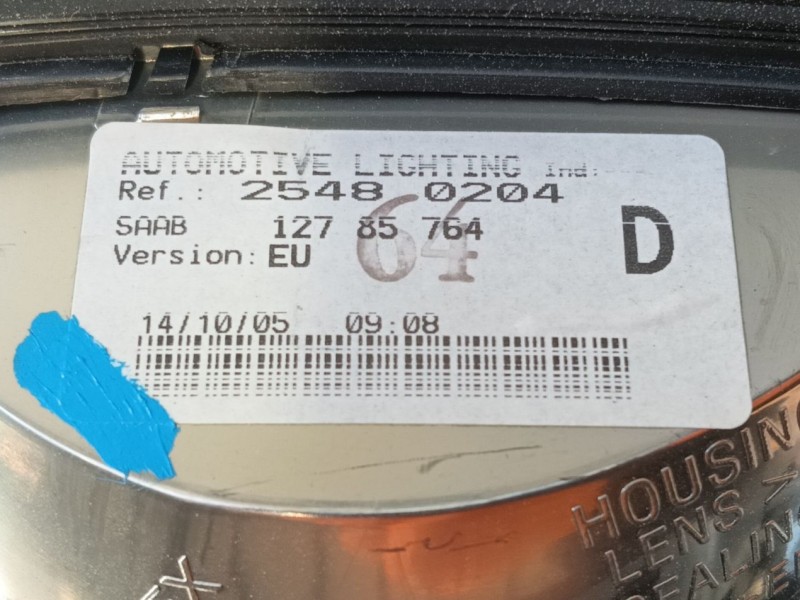 AUTOMOTIVE LIGHTING Ind:
Ref.: 2548 0204
SAAB 127 85 764
64
Version: EU
D
14/10/05 09:08
HOUSING
LENS >